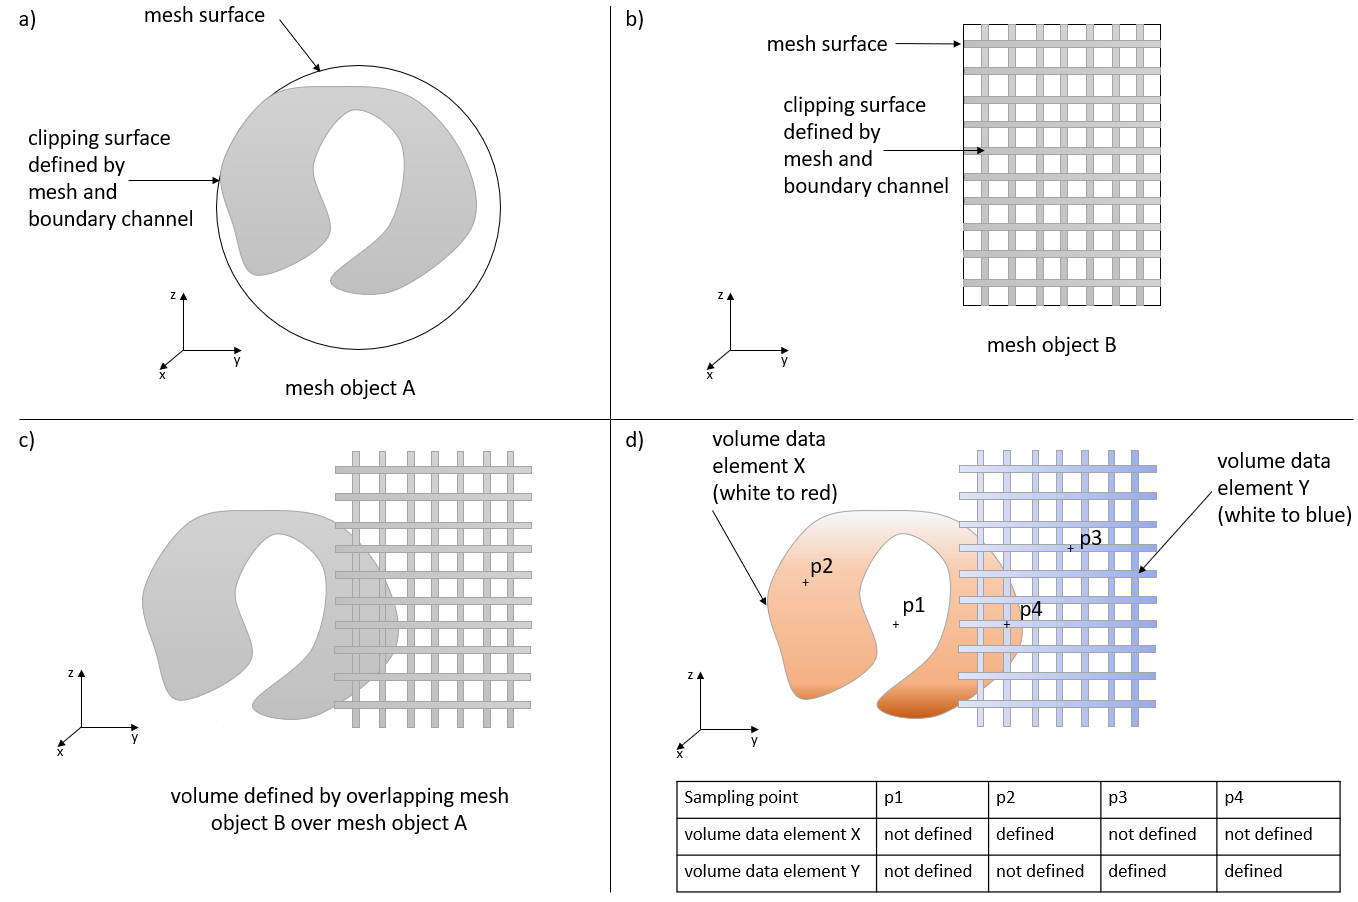 a)
mesh surface
clipping surface
defined by
mesh and
boundary channel
z
y
x
mesh object A
b)
mesh surface
clipping surface
defined by
mesh and
boundary channel
z
y
x
mesh object B
c)
z
y
x
volume defined by overlapping mesh
object B over mesh object A
d)
volume data
element X
(white to red)
volume data
element Y
(white to blue)
p3
p2
p1
p4
z
y
x
Sampling point p1 p2 p3 p4
volume data element X not defined defined not defined not defined
volume data element Y not defined not defined defined defined